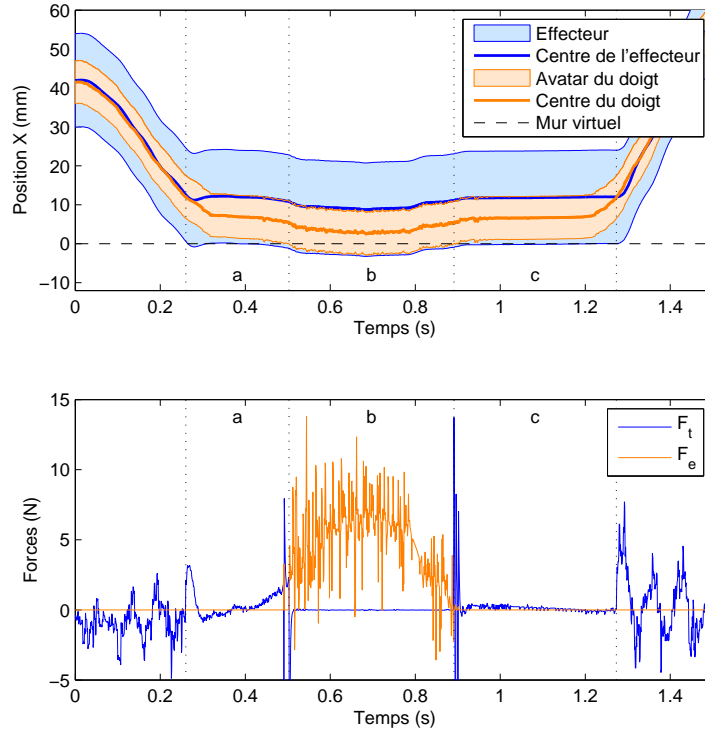 60
50
40
30
20
10
0
−10
Position X (mm)
Effecteur
Centre de l'effecteur
Avatar du doigt
Centre du doigt
Mur virtuel
a b c
0 0.2 0.4 0.6 0.8 1 1.2 1.4
Temps (s)
15
10
5
0
−5
Forces (N)
a b c
F_t
F_e
0 0.2 0.4 0.6 0.8 1 1.2 1.4
Temps (s)